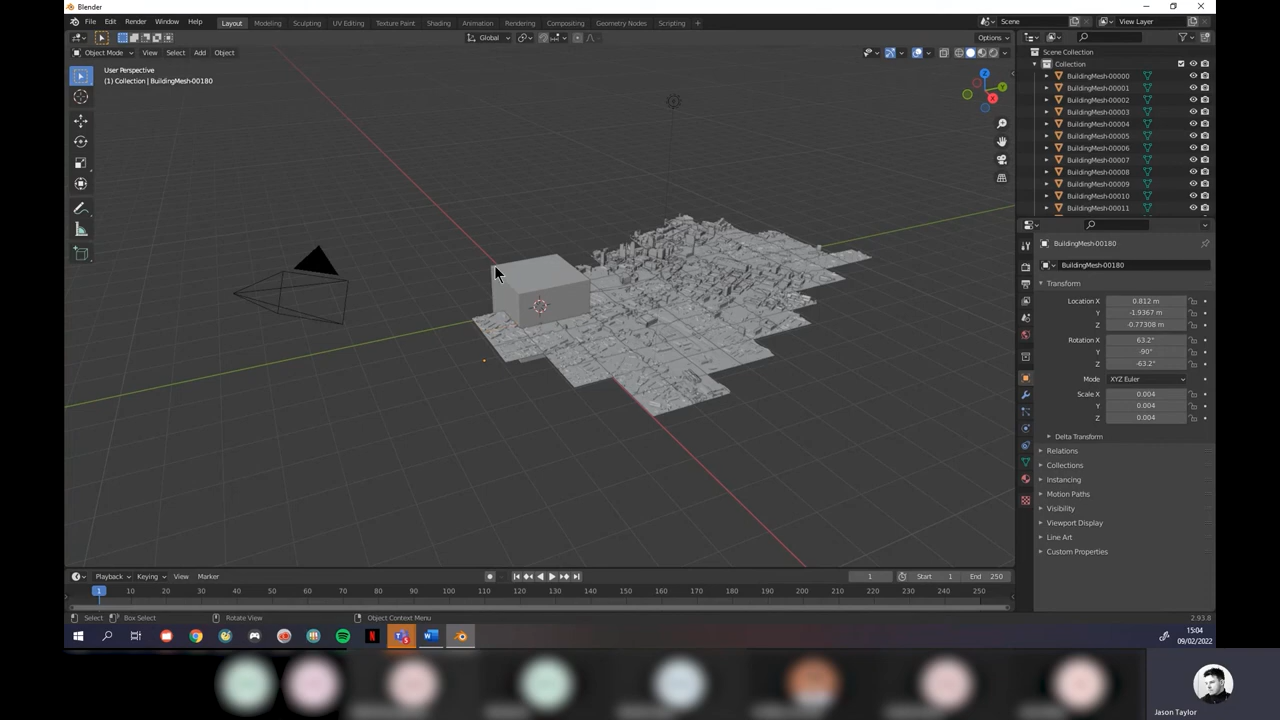 Blender
File Edit Render Window Help
Layout Modeling Sculpting UV Editing Texture Paint Shading Animation Rendering Compositing Geometry Nodes Scripting +
Scene
View Layer
Global
Options
Object Mode View Select Add Object
User Perspective
(1) Collection | BuildingMesh-00180
Z
Y
X
Scene Collection
Collection
BuildingMesh-00000
BuildingMesh-00001
BuildingMesh-00002
BuildingMesh-00003
BuildingMesh-00004
BuildingMesh-00005
BuildingMesh-00006
BuildingMesh-00007
BuildingMesh-00008
BuildingMesh-00009
BuildingMesh-00010
BuildingMesh-00011
BuildingMesh-00180
BuildingMesh-00180
Transform
Location X 0.812 m
Y -1.9367 m
Z -0.77308 m
Rotation X 63.2°
Y -90°
Z -63.2°
Mode XYZ Euler
Scale X 0.004
Y 0.004
Z 0.004
Delta Transform
Relations
Collections
Instancing
Motion Paths
Visibility
Viewport Display
Line Art
Custom Properties
Playback Keying View Marker
1 Start 1 End 250
1 10 20 30 40 50 60 70 80 90 100 110 120 130 140 150 160 170 180 190 200 210 220 230 240 250
Select Box Select Rotate View Object Context Menu
2.93.8
15:04
09/02/2022
Jason Taylor